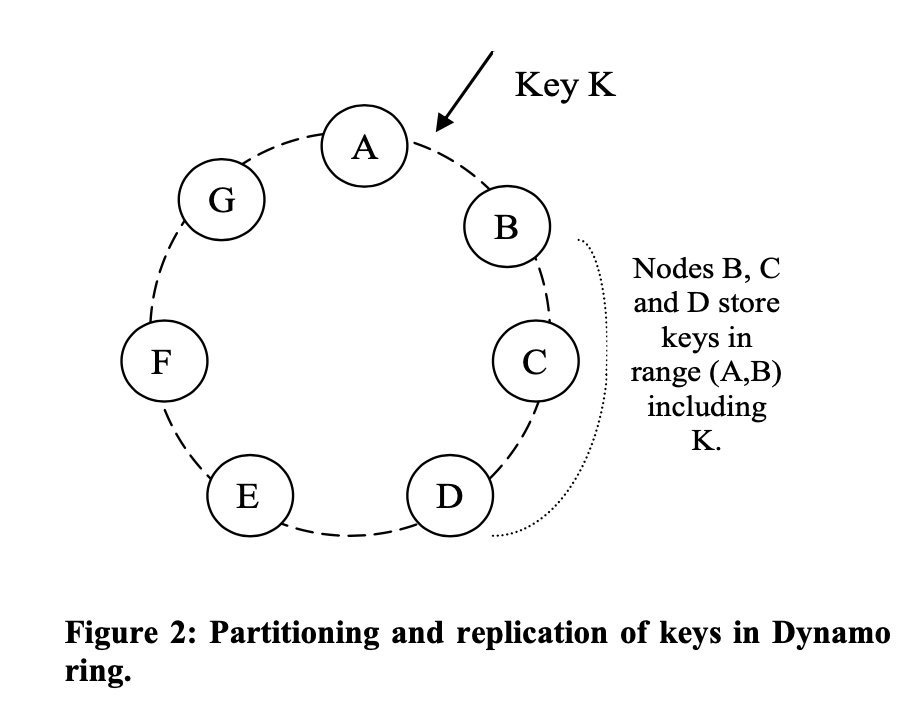 Key K
A
G
B
Nodes B, C
and D store
keys in
range (A,B)
including
K.
F
C
E
D
Figure 2: Partitioning and replication of keys in Dynamo
ring.